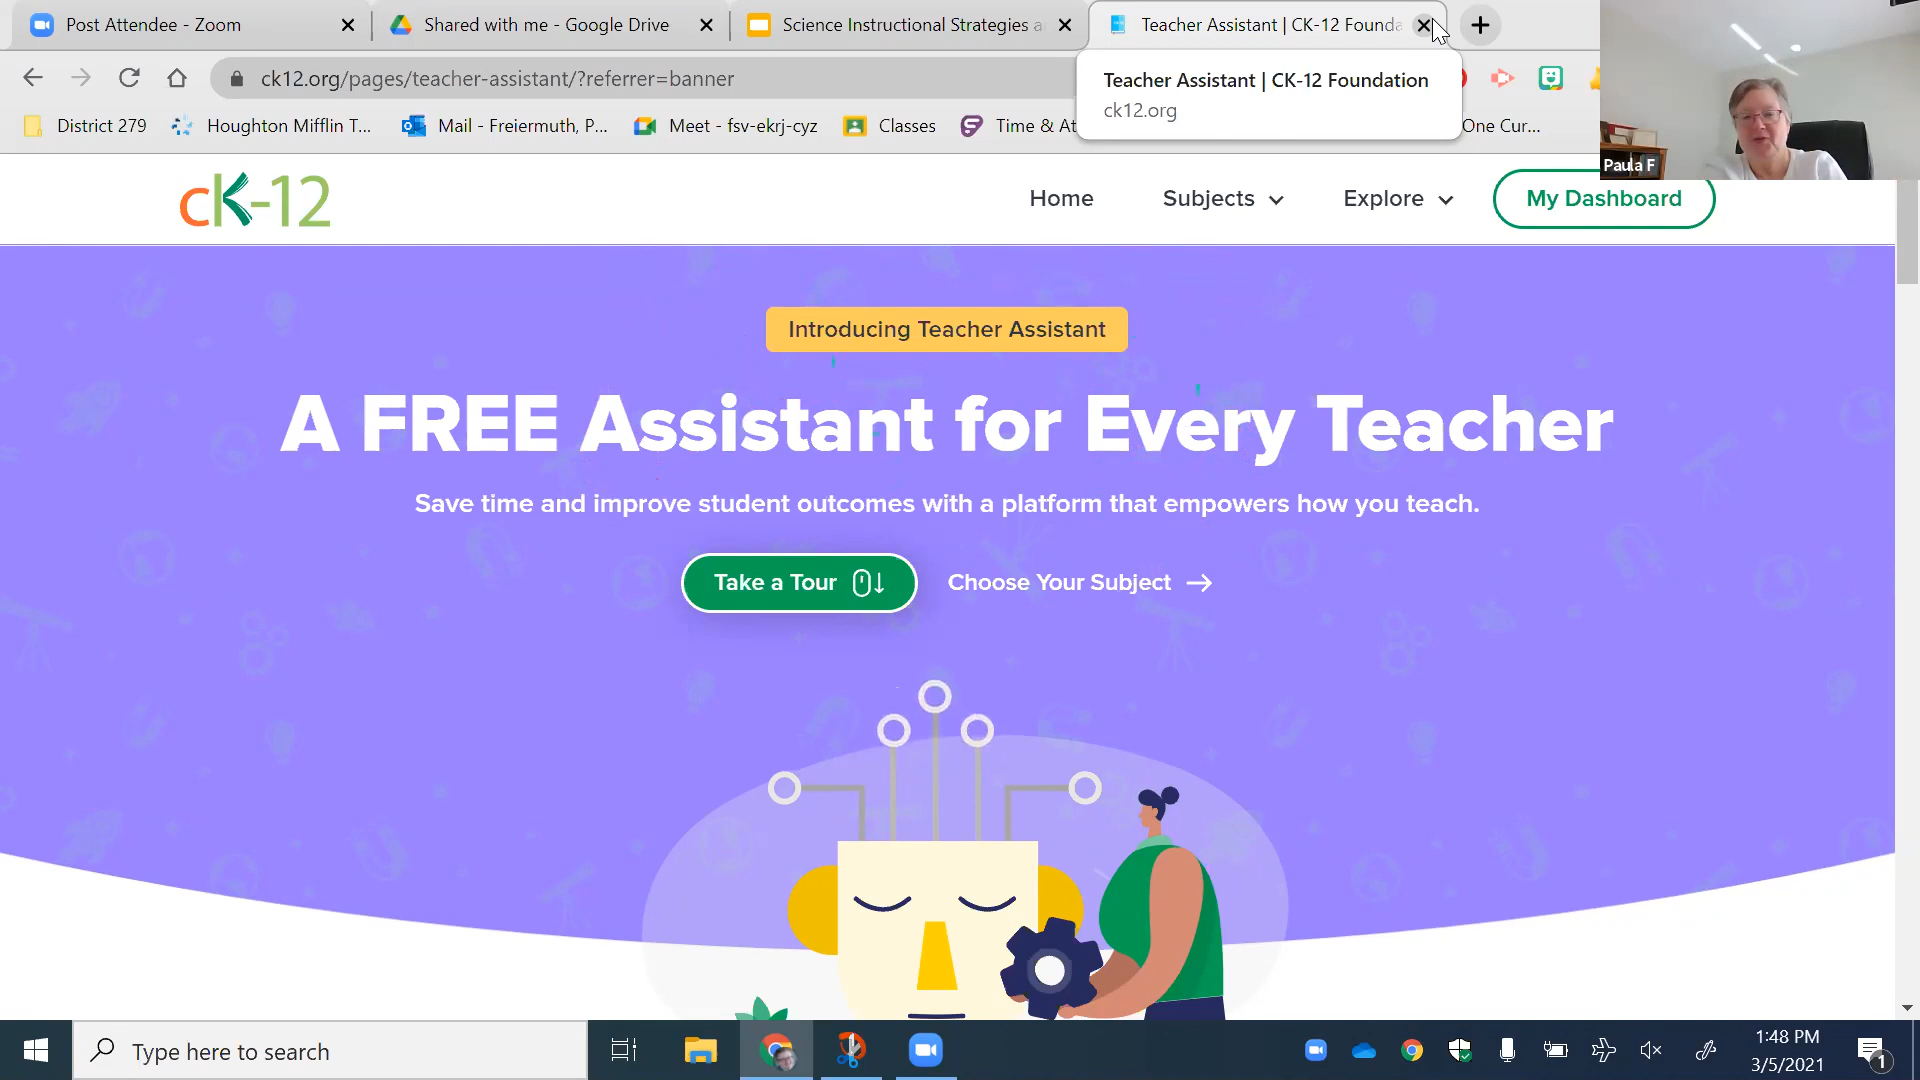 Post Attendee - Zoom
Shared with me - Google Drive
Science Instructional Strategies a
Teacher Assistant | CK-12 Founda
ck12.org/pages/teacher-assistant/?referrer=banner
Teacher Assistant | CK-12 Foundation
ck12.org
District 279
Houghton Mifflin T...
Mail - Freiermuth, P...
Meet - fsv-ekrj-cyz
Classes
Time & At
One Cur...
Paula F
cK-12
Home
Subjects
Explore
My Dashboard
Introducing Teacher Assistant
A FREE Assistant for Every Teacher
Save time and improve student outcomes with a platform that empowers how you teach.
Take a Tour
Choose Your Subject
Type here to search
1:48 PM
3/5/2021
1